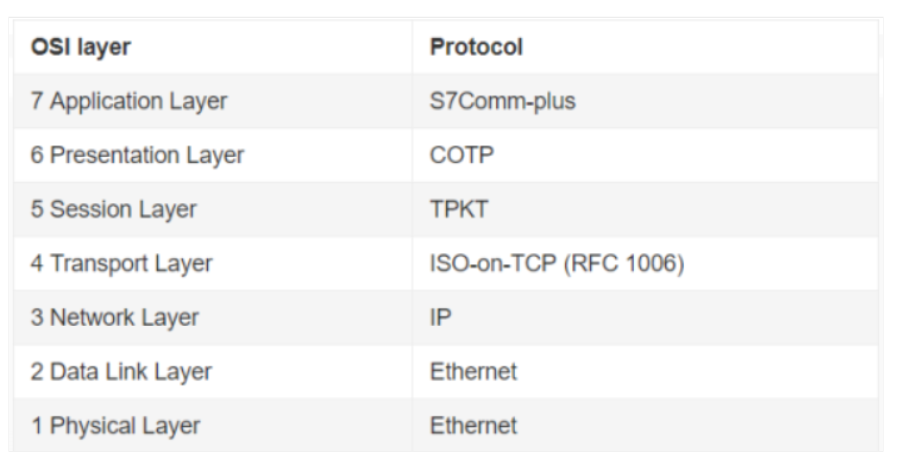 OSI layer Protocol
7 Application Layer S7Comm-plus
6 Presentation Layer COTP
5 Session Layer TPKT
4 Transport Layer ISO-on-TCP (RFC 1006)
3 Network Layer IP
2 Data Link Layer Ethernet
1 Physical Layer Ethernet